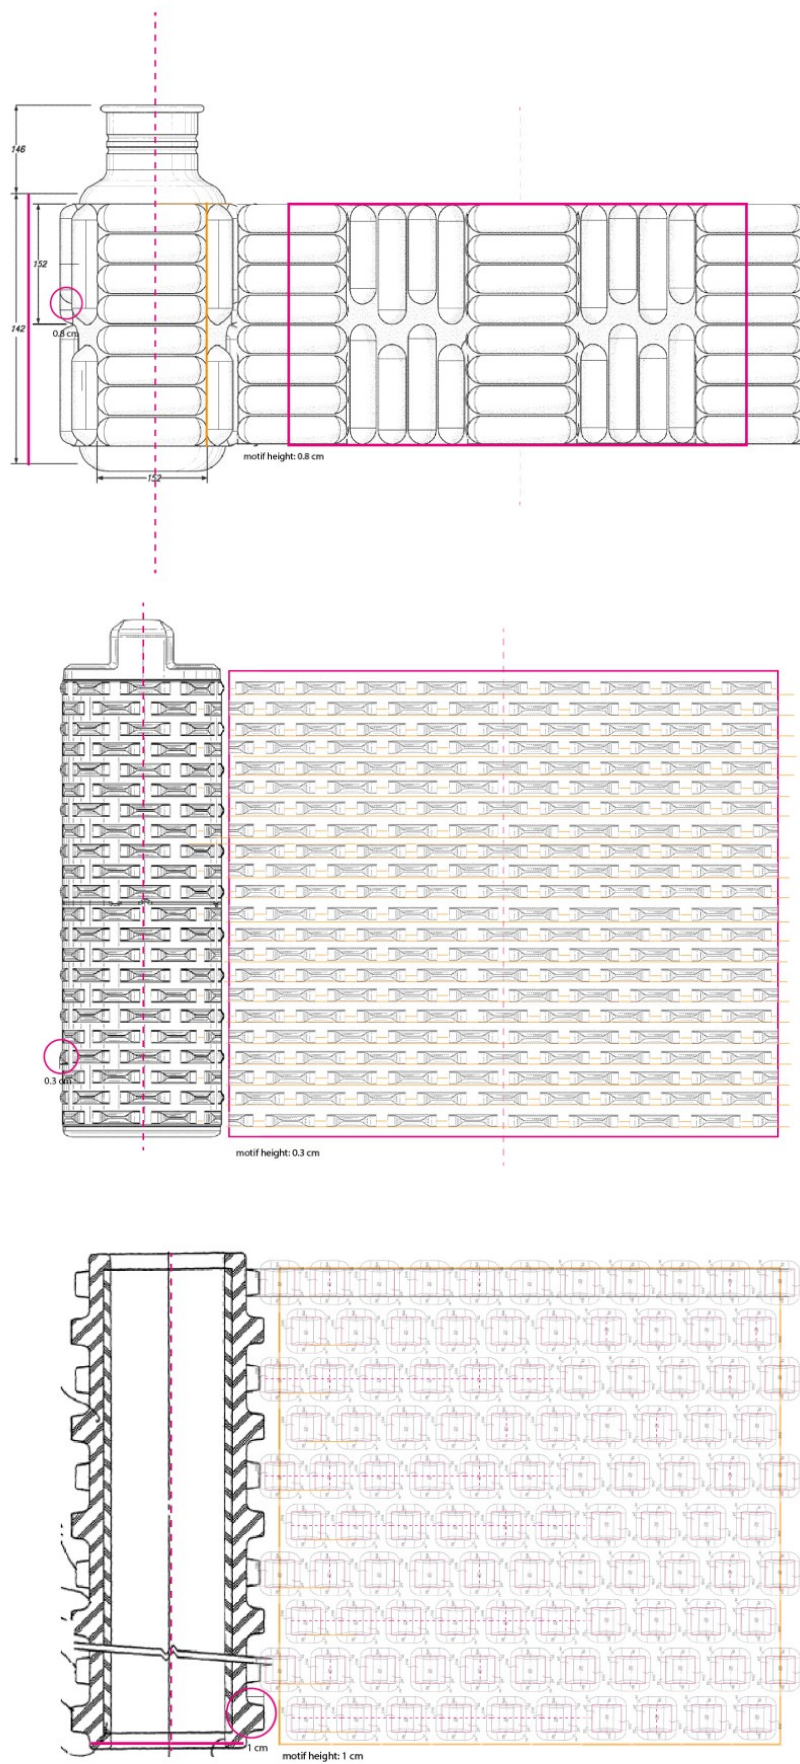 146
152
142
0.8 cm
152
motif height: 0.8 cm
0.3 cm
motif height: 0.3 cm
1 cm
motif height: 1 cm